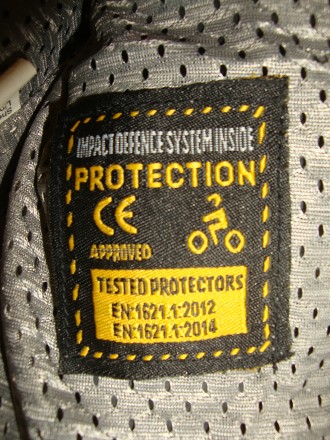 IMPACT DEFENCE SYSTEM INSIDE
PROTECTION
CE
APPROVED
TESTED PROTECTORS
EN:1621.1:2012
EN:1621.1:2014